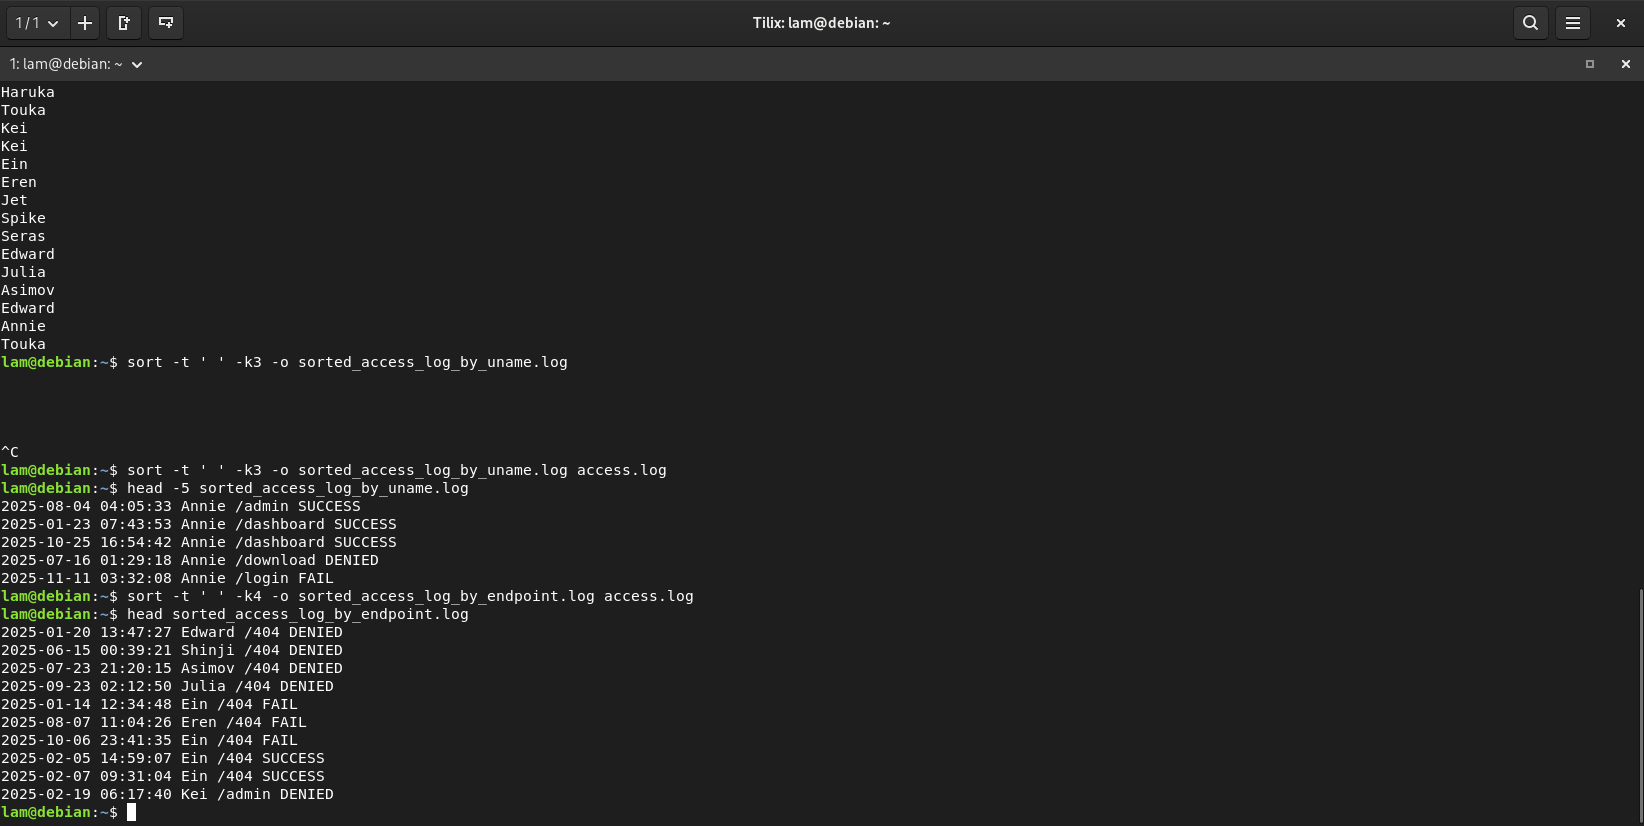 1 / 1
Tilix: lam@debian: ~
1: lam@debian: ~
Haruka
Touka
Kei
Kei
Ein
Eren
Jet
Spike
Seras
Edward
Julia
Asimov
Edward
Annie
Touka
lam@debian:~$ sort -t ' ' -k3 -o sorted_access_log_by_uname.log
^C
lam@debian:~$ sort -t ' ' -k3 -o sorted_access_log_by_uname.log access.log
lam@debian:~$ head -5 sorted_access_log_by_uname.log
2025-08-04 04:05:33 Annie /admin SUCCESS
2025-01-23 07:43:53 Annie /dashboard SUCCESS
2025-10-25 16:54:42 Annie /dashboard SUCCESS
2025-07-16 01:29:18 Annie /download DENIED
2025-11-11 03:32:08 Annie /login FAIL
lam@debian:~$ sort -t ' ' -k4 -o sorted_access_log_by_endpoint.log access.log
lam@debian:~$ head sorted_access_log_by_endpoint.log
2025-01-20 13:47:27 Edward /404 DENIED
2025-06-15 00:39:21 Shinji /404 DENIED
2025-07-23 21:20:15 Asimov /404 DENIED
2025-09-23 02:12:50 Julia /404 DENIED
2025-01-14 12:34:48 Ein /404 FAIL
2025-08-07 11:04:26 Eren /404 FAIL
2025-10-06 23:41:35 Ein /404 FAIL
2025-02-05 14:59:07 Ein /404 SUCCESS
2025-02-07 09:31:04 Ein /404 SUCCESS
2025-02-19 06:17:40 Kei /admin DENIED
lam@debian:~$